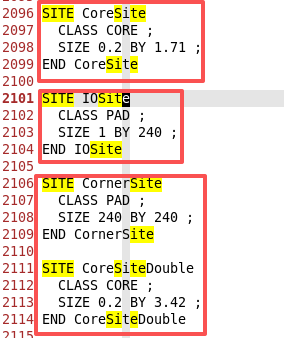 2096 SITE CoreSite
2097 CLASS CORE ;
2098 SIZE 0.2 BY 1.71 ;
2099 END CoreSite
2100
2101 SITE IOSite
2102 CLASS PAD ;
2103 SIZE 1 BY 240 ;
2104 END IOSite
2105
2106 SITE CornerSite
2107 CLASS PAD ;
2108 SIZE 240 BY 240 ;
2109 END CornerSite
2110
2111 SITE CoreSiteDouble
2112 CLASS CORE ;
2113 SIZE 0.2 BY 3.42 ;
2114 END CoreSiteDouble